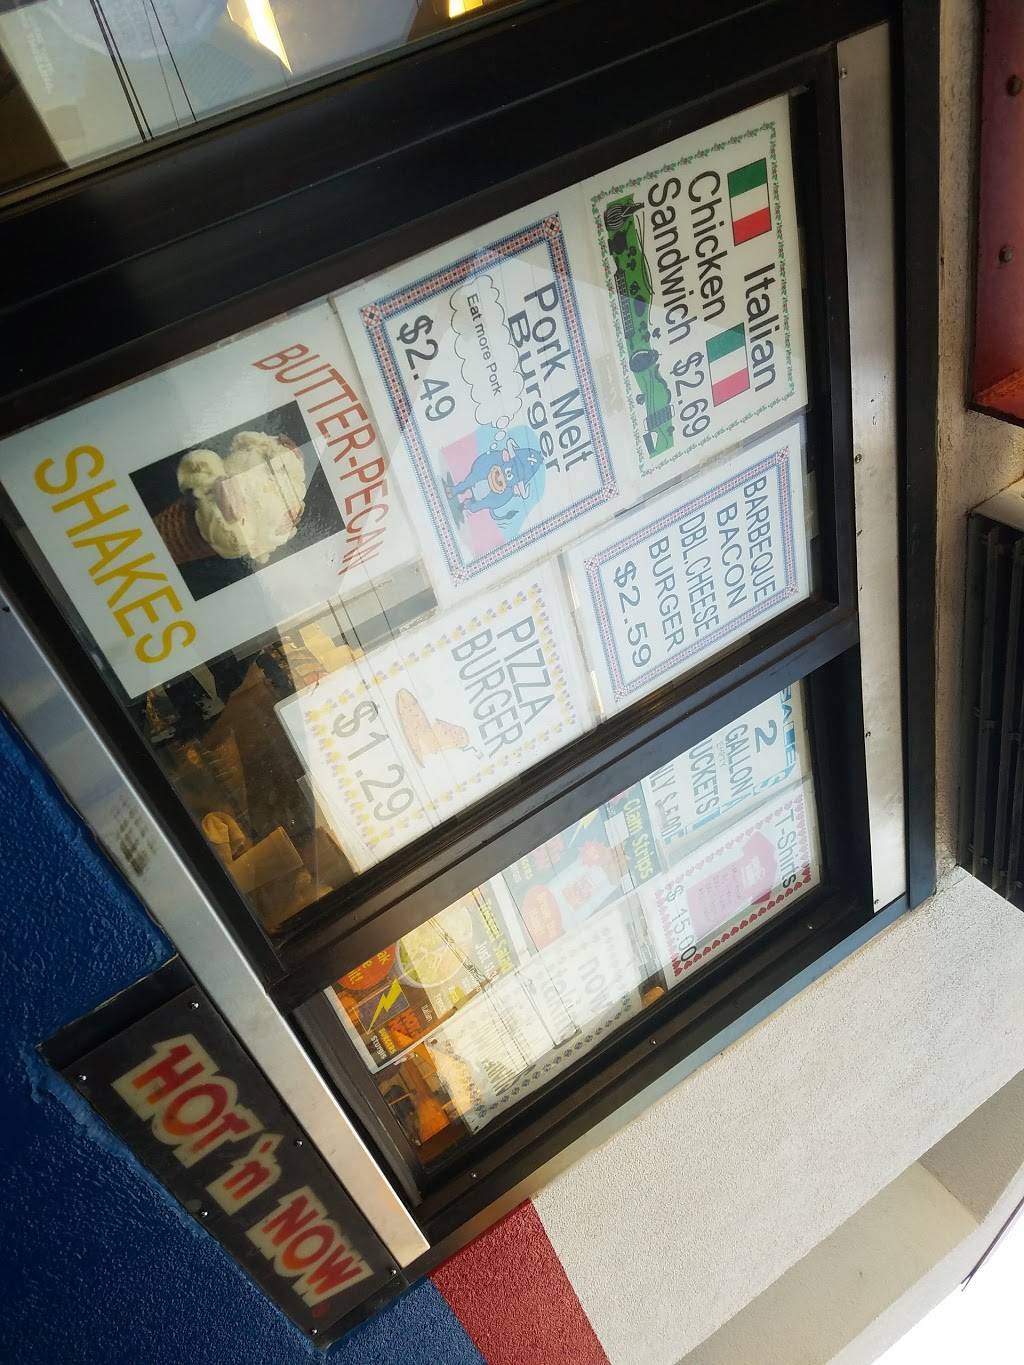 Italian
Chicken
Sandwich $2.69
Pork Melt
Burger
Eat more Pork
$2.49
BUTTER-PECAN
SHAKES
BARBEQUE
BACON
DBL.CHEESE
BURGER
$2.59
PIZZA
BURGER
$1.29
2
GALLON
T-Shirts
$ 15.00
Clam Strips
HOT 'n NOW